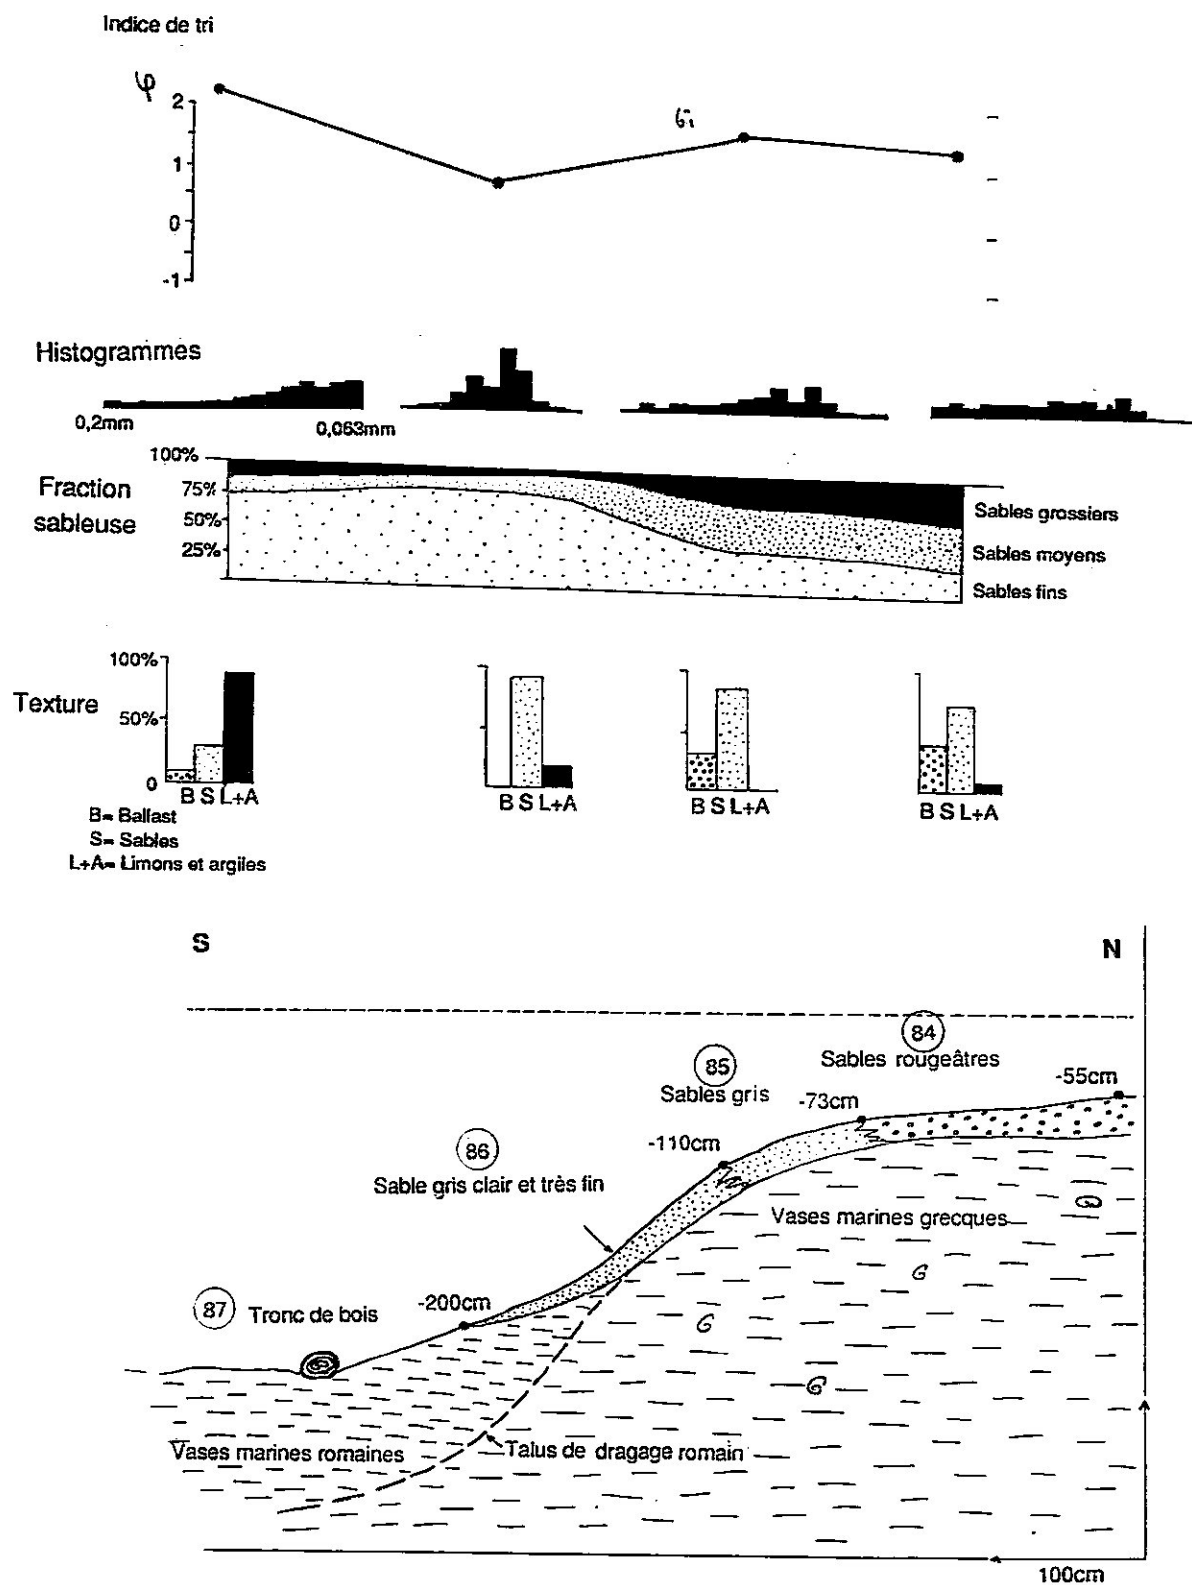 Indice de tri
φ
2
σi
1
0
-1
Histogrammes
0,2mm
0,063mm
100%
Fraction
sableuse
75%
50%
25%
Sables grossiers
Sables moyens
Sables fins
Texture
100%
50%
0
B S L+A
B S L+A
B S L+A
B S L+A
B= Ballast
S= Sables
L+A= Limons et argiles
S
N
84
Sables rougeâtres
85
Sables gris
-55cm
-73cm
86
-110cm
Sable gris clair et très fin
Vases marines grecques
87
Tronc de bois
-200cm
Vases marines romaines
Talus de dragage romain
100cm